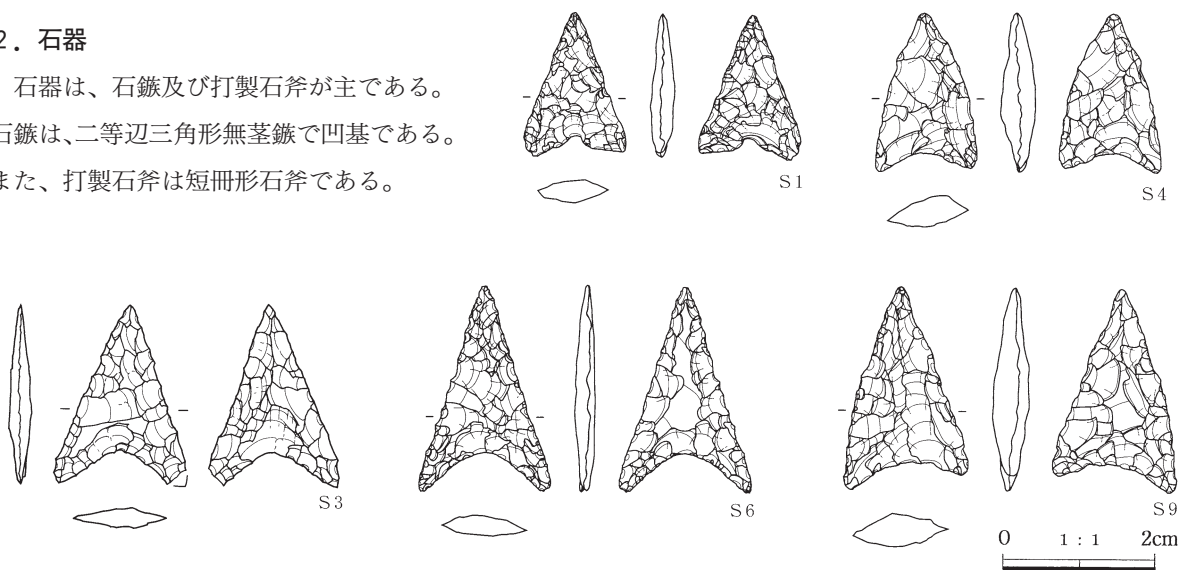 2．石器
石器は、石鏃及び打製石斧が主である。
石鏃は、二等辺三角形無茎鏃で凹基である。
また、打製石斧は短冊形石斧である。
S1
S4
S3
S6
S9
0 1：1 2cm